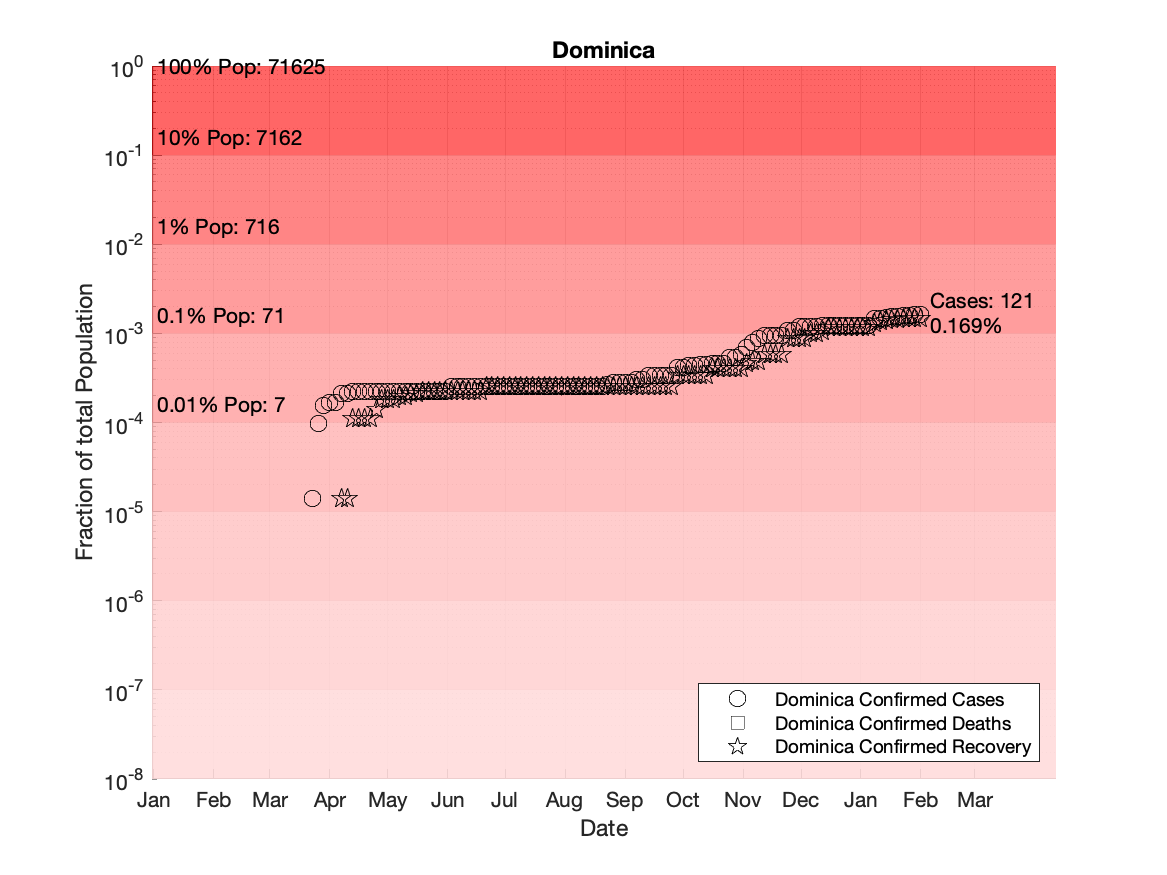 Dominica
10^0
10^-1
10^-2
10^-3
10^-4
10^-5
10^-6
10^-7
10^-8
Fraction of total Population
100% Pop: 71625
10% Pop: 7162
1% Pop: 716
0.1% Pop: 71
0.01% Pop: 7
Cases: 121
0.169%
Dominica Confirmed Cases
Dominica Confirmed Deaths
Dominica Confirmed Recovery
Jan Feb Mar Apr May Jun Jul Aug Sep Oct Nov Dec Jan Feb Mar
Date